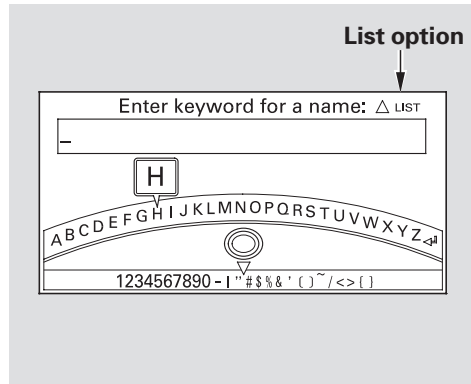 List option
Enter keyword for a name: △ LIST
_
H
ABCDEFGHIJKLMNOPQRSTUVWXYZ⏎
1234567890-|"#$%&'()~/<>{}